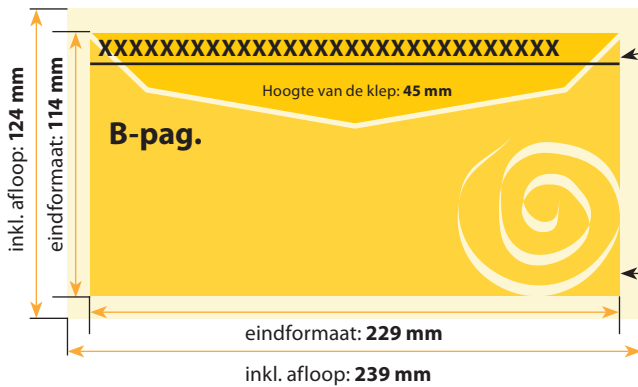 XXXXXXXXXXXXXXXXXXXXXXXXXXXXXX
Hoogte van de klep: 45 mm
B-pag.
inkl. afloop: 124 mm
eindformaat: 114 mm
eindformaat: 229 mm
inkl. afloop: 239 mm